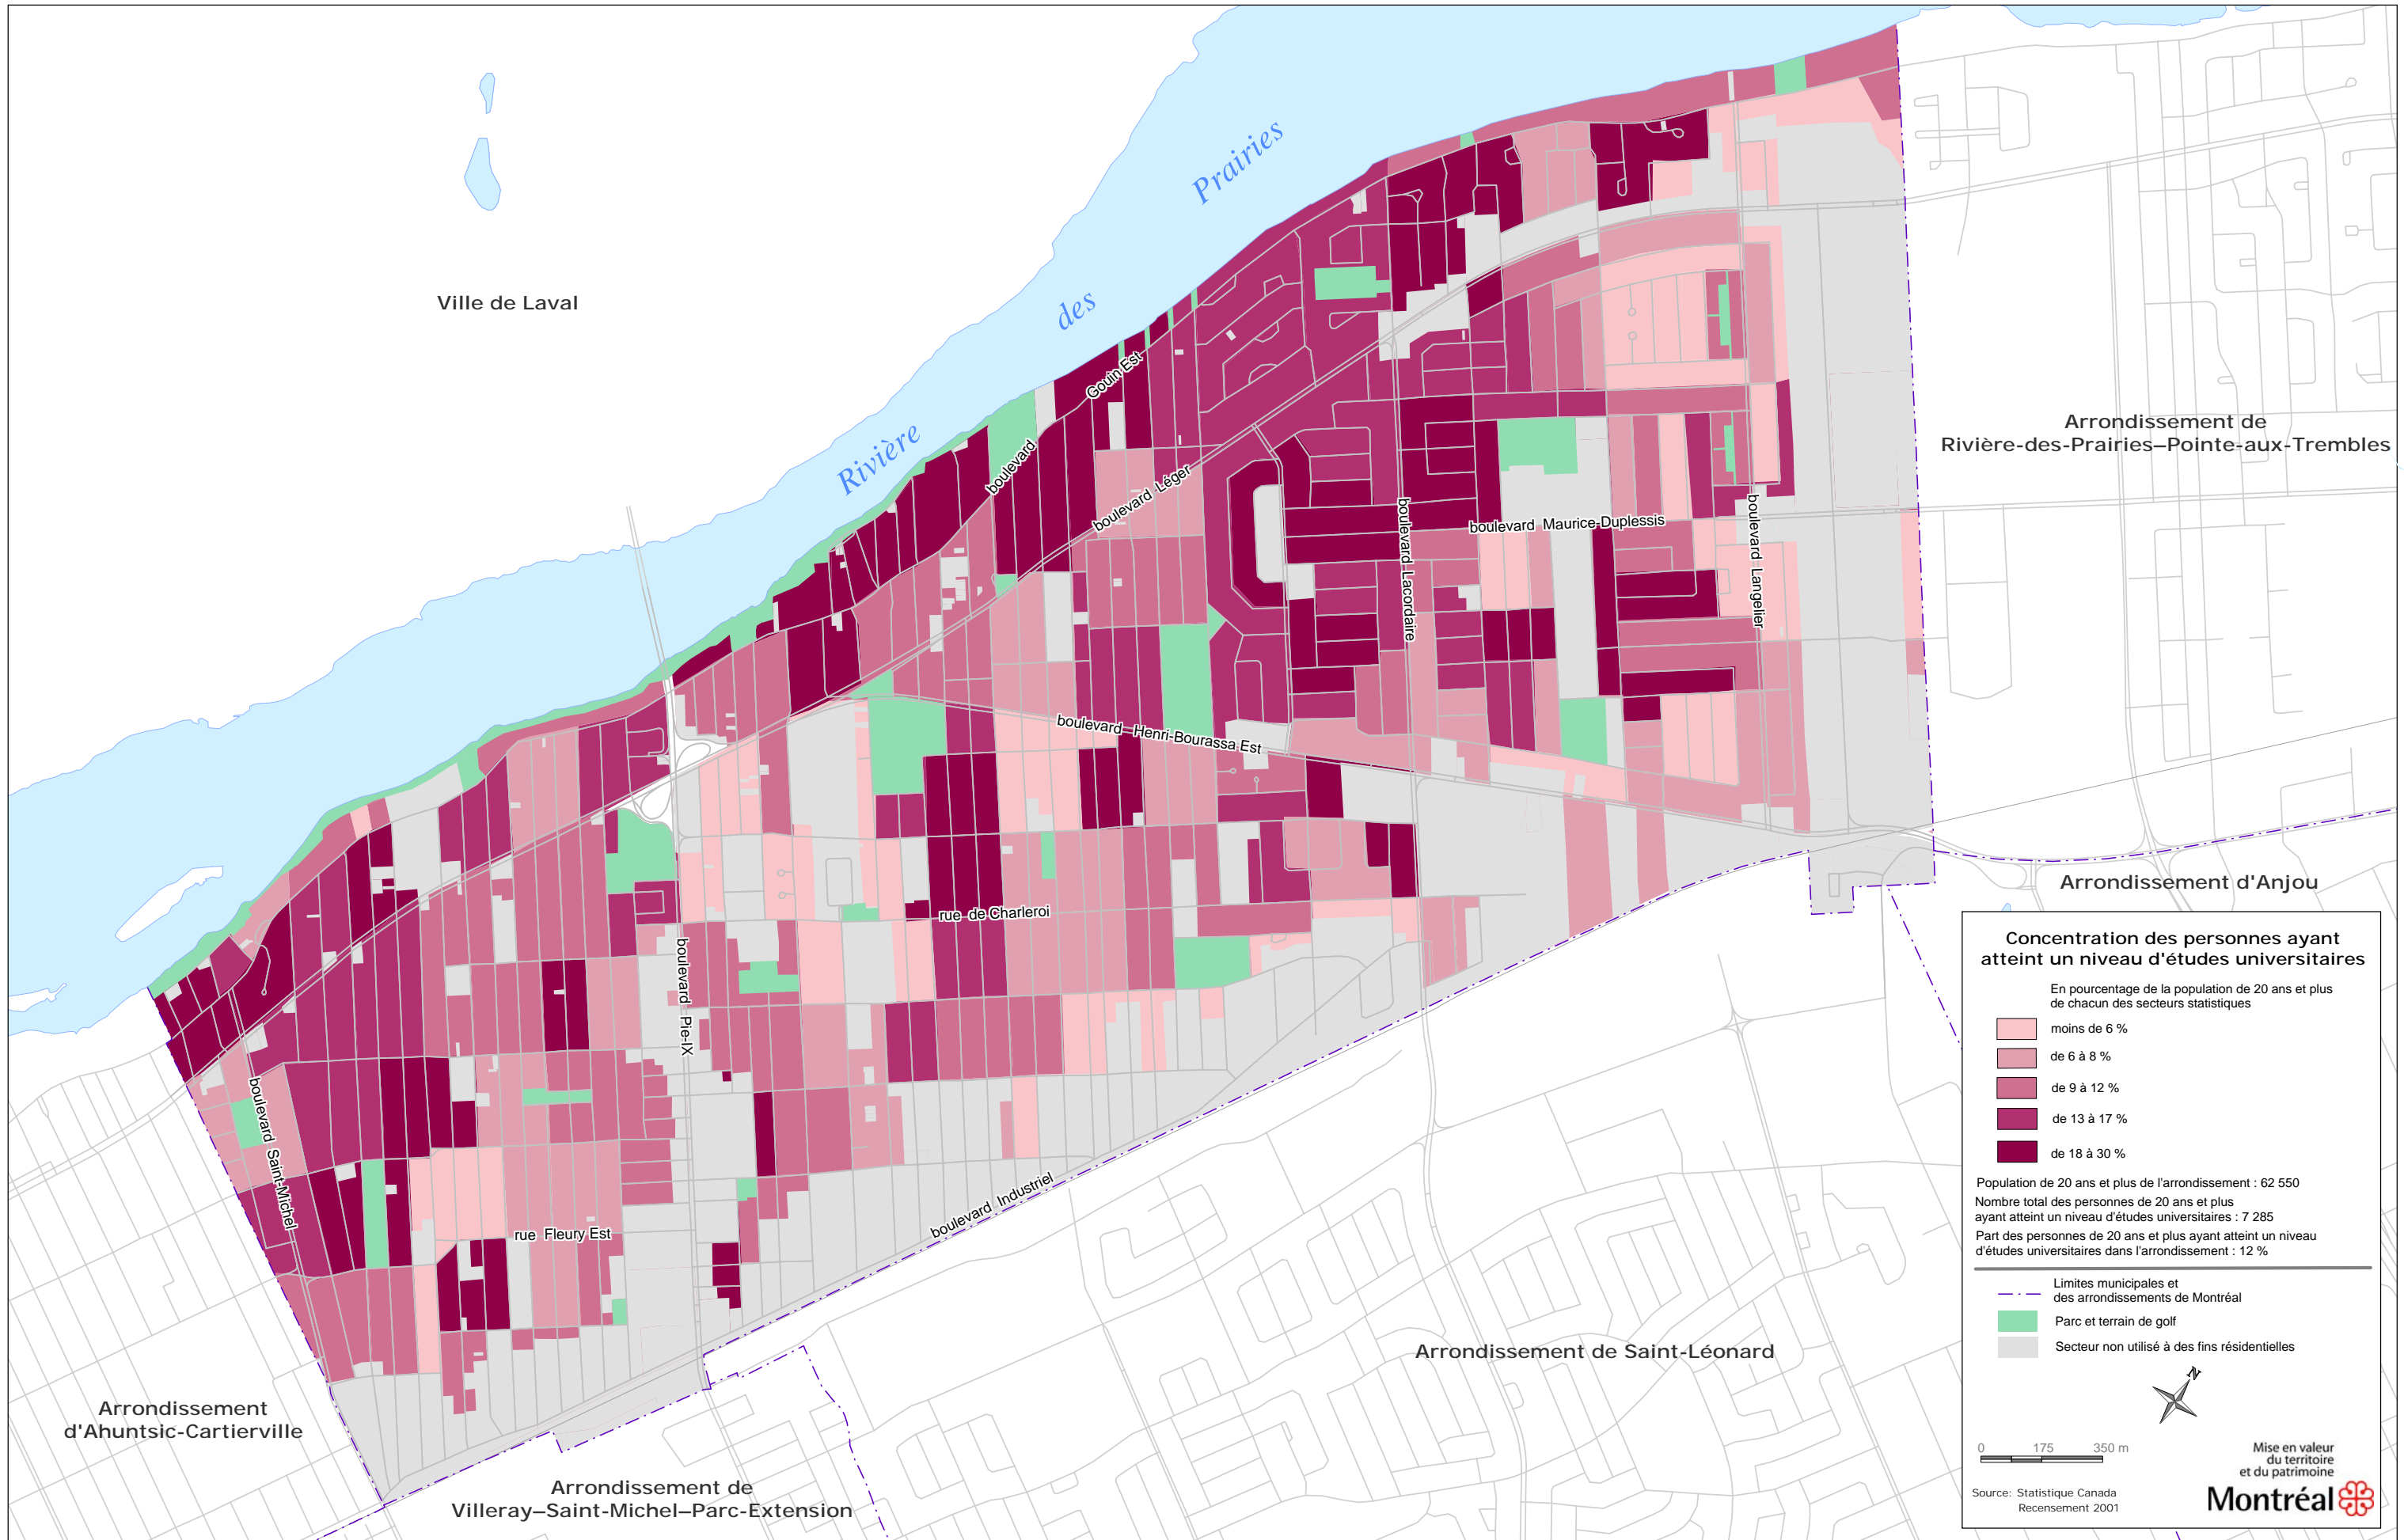 Ville de Laval
Rivière
des
Prairies
Gouin Est
boulevard
boulevard Léger
boulevard Maurice-Duplessis
boulevard Lacordaire
boulevard Langelier
boulevard Henri-Bourassa Est
rue de Charleroi
boulevard Pie-IX
boulevard Saint-Michel
rue Fleury Est
boulevard Industriel
Arrondissement de
Rivière-des-Prairies–Pointe-aux-Trembles
Arrondissement d'Anjou
Arrondissement de Saint-Léonard
Arrondissement
d'Ahuntsic-Cartierville
Arrondissement de
Villeray–Saint-Michel–Parc-Extension
Concentration des personnes ayant
atteint un niveau d'études universitaires
En pourcentage de la population de 20 ans et plus
de chacun des secteurs statistiques
moins de 6 %
de 6 à 8 %
de 9 à 12 %
de 13 à 17 %
de 18 à 30 %
Population de 20 ans et plus de l'arrondissement : 62 550
Nombre total des personnes de 20 ans et plus
ayant atteint un niveau d'études universitaires : 7 285
Part des personnes de 20 ans et plus ayant atteint un niveau
d'études universitaires dans l'arrondissement : 12 %
Limites municipales et
des arrondissements de Montréal
Parc et terrain de golf
Secteur non utilisé à des fins résidentielles
N
0 175 350 m
Mise en valeur
du territoire
et du patrimoine
Source: Statistique Canada
Recensement 2001
Montréal